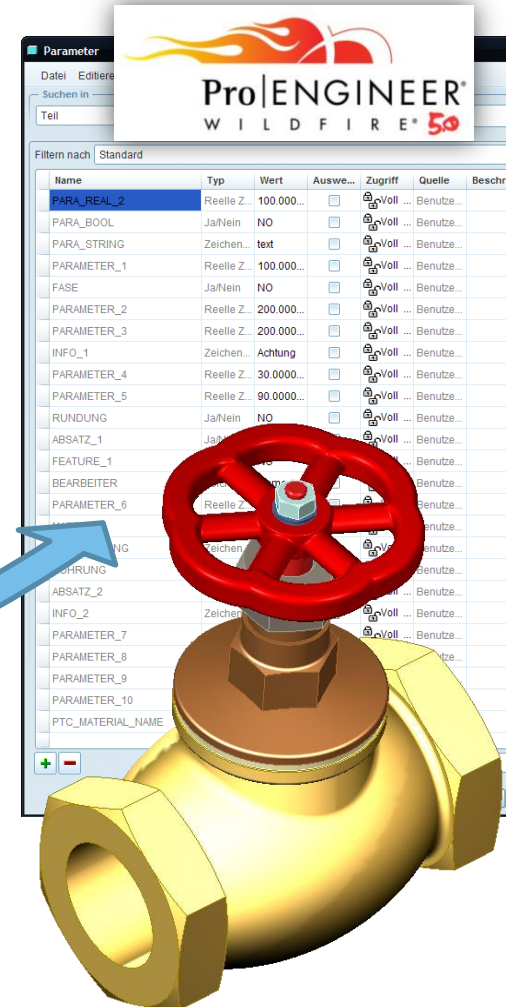 Parameter
Pro|ENGINEER®
WILDFIRE® 5.0
Datei Editiere
Suchen in
Teil
Filtern nach Standard
Name Typ Wert Auswe... Zugriff Quelle Beschr
PARA_REAL_2 Reelle Z... 100.000... Voll ... Benutze...
PARA_BOOL Ja/Nein NO Voll ... Benutze...
PARA_STRING Zeichen... text Voll ... Benutze...
PARAMETER_1 Reelle Z... 100.000... Voll ... Benutze...
FASE Ja/Nein NO Voll ... Benutze...
PARAMETER_2 Reelle Z... 200.000... Voll ... Benutze...
PARAMETER_3 Reelle Z... 200.000... Voll ... Benutze...
INFO_1 Zeichen... Achtung Voll ... Benutze...
PARAMETER_4 Reelle Z... 30.0000... Voll ... Benutze...
PARAMETER_5 Reelle Z... 90.0000... Voll ... Benutze...
RUNDUNG Ja/Nein NO Voll ... Benutze...
ABSATZ_1 Voll ... Benutze...
FEATURE_1 Benutze...
BEARBEITER Benutze...
PARAMETER_6 Reelle Z... Benutze...
Zeichen...
ABSATZ_2 Benutze...
INFO_2 Zeichen Voll ... Benutze...
PARAMETER_7 Voll ... Benutze...
PARAMETER_8
PARAMETER_9
PARAMETER_10
PTC_MATERIAL_NAME